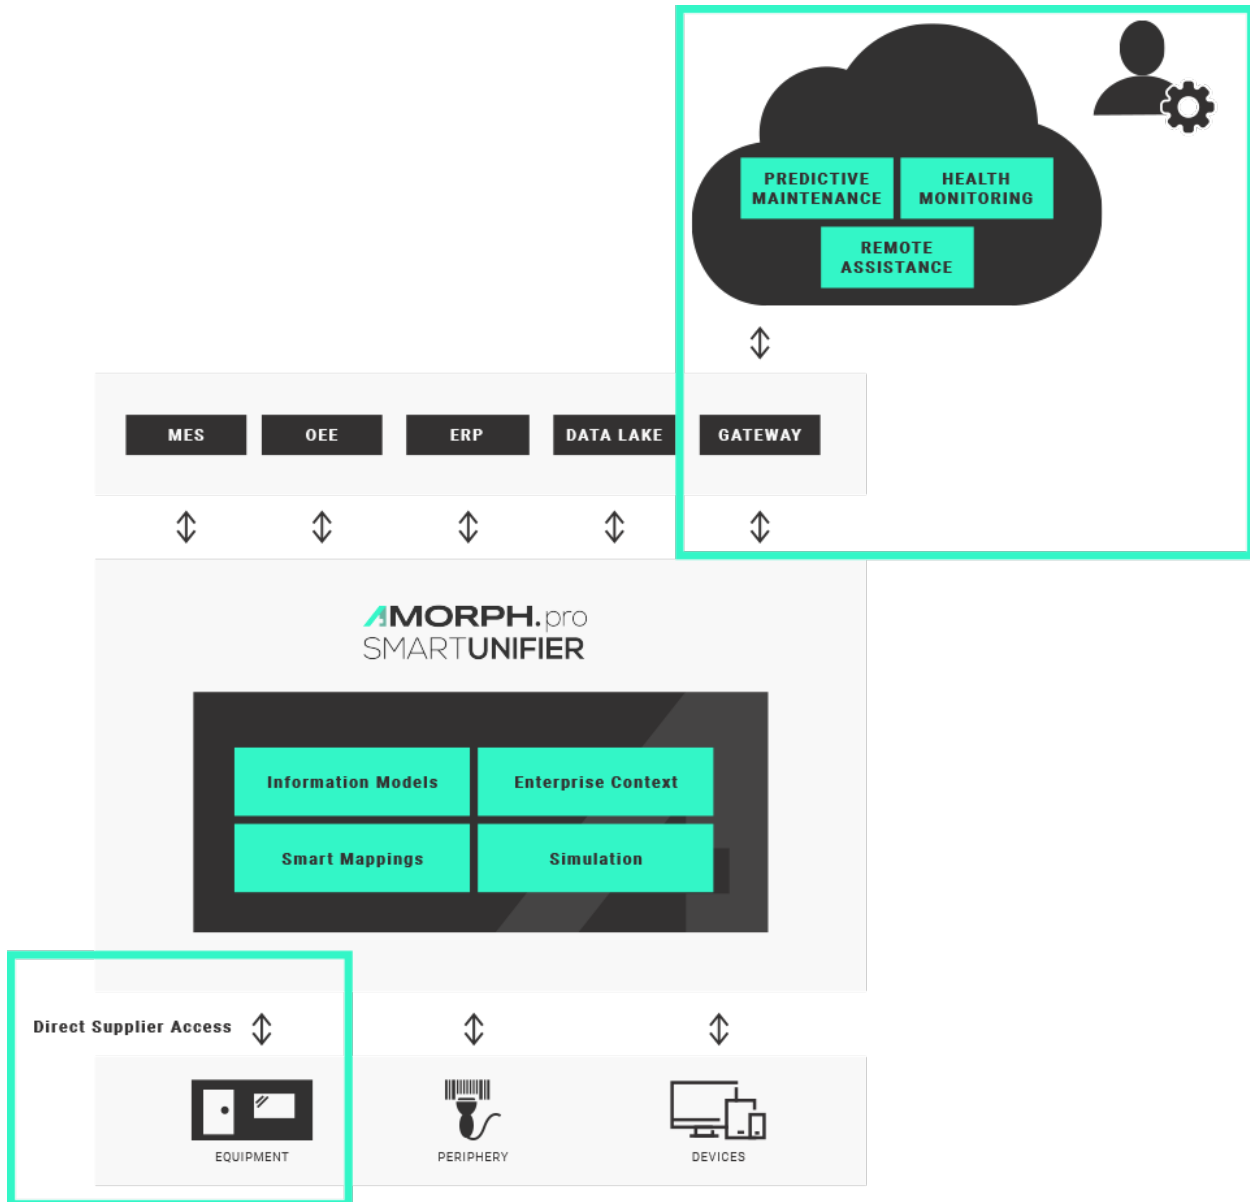 PREDICTIVE
MAINTENANCE
HEALTH
MONITORING
REMOTE
ASSISTANCE
MES
OEE
ERP
DATA LAKE
GATEWAY
AMORPH.pro
SMARTUNIFIER
Information Models
Enterprise Context
Smart Mappings
Simulation
Direct Supplier Access
EQUIPMENT
PERIPHERY
DEVICES